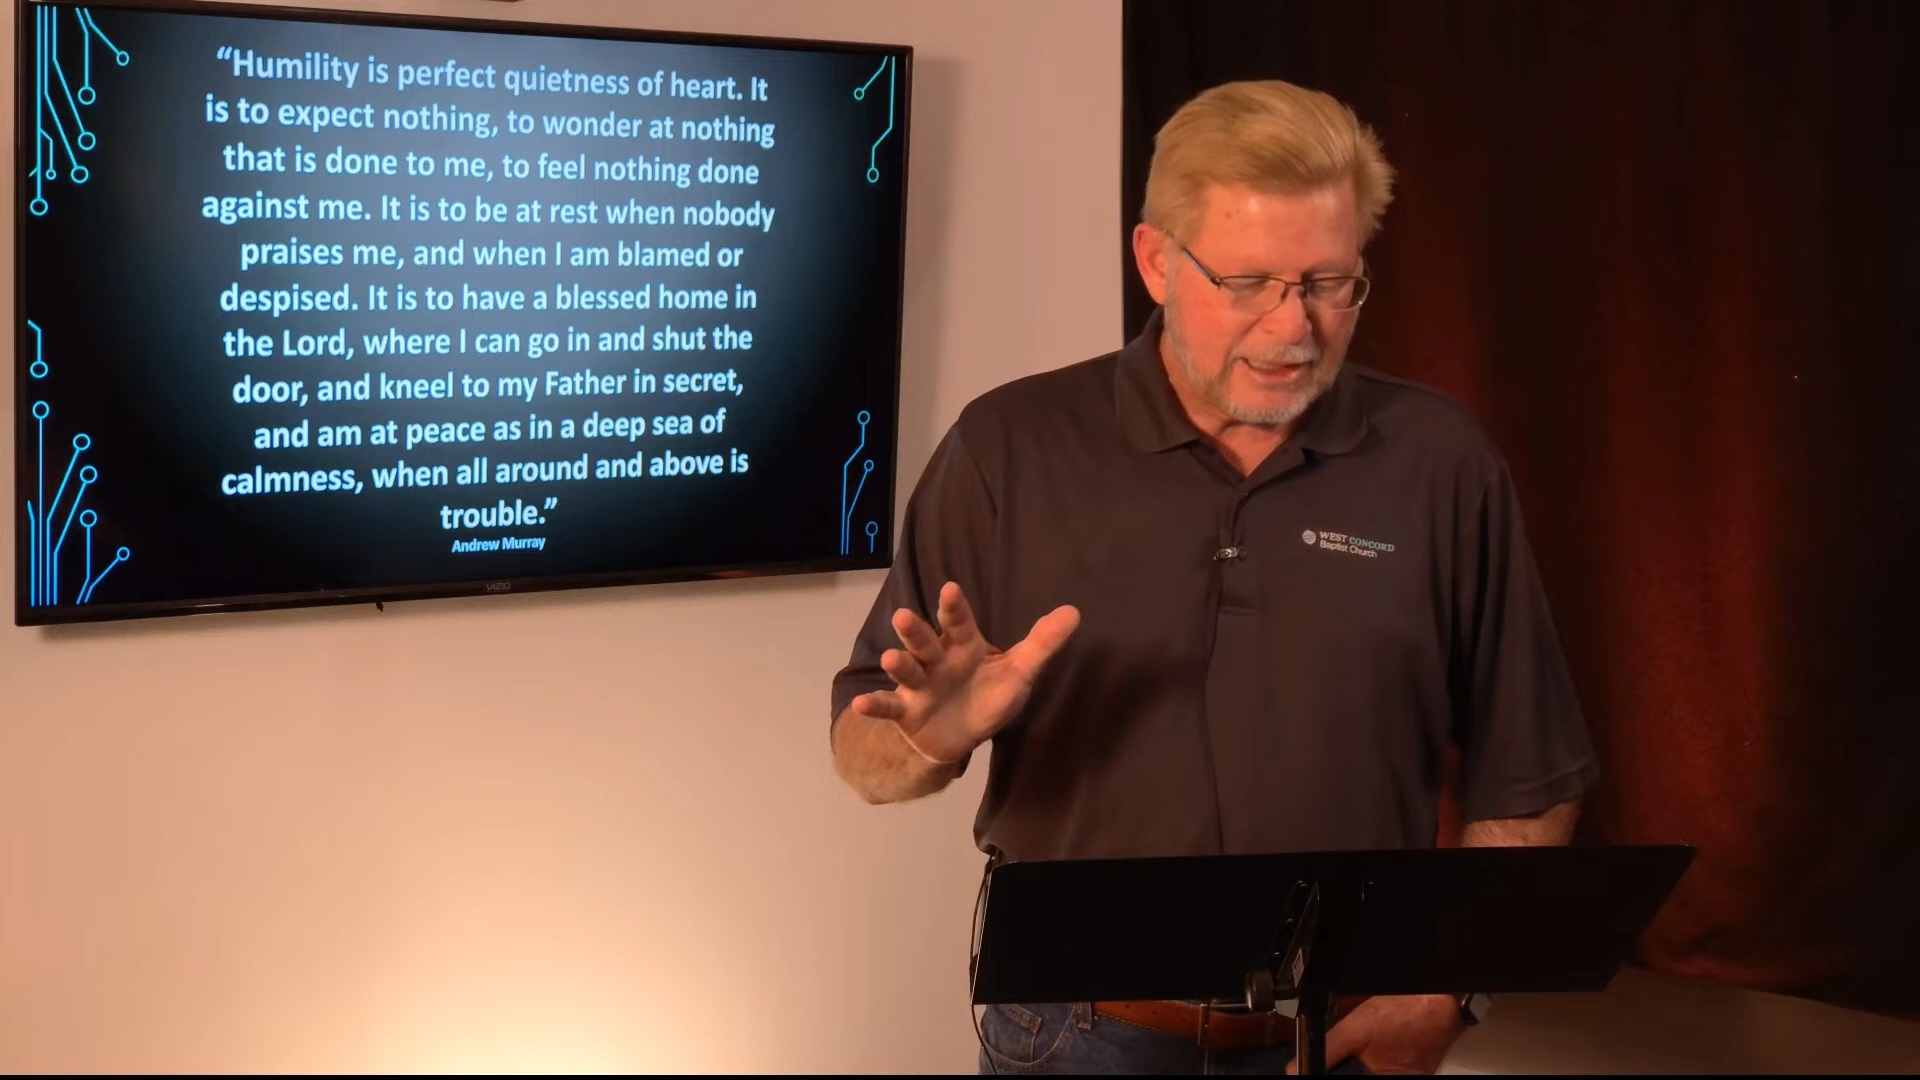 “Humility is perfect quietness of heart. It
is to expect nothing, to wonder at nothing
that is done to me, to feel nothing done
against me. It is to be at rest when nobody
praises me, and when I am blamed or
despised. It is to have a blessed home in
the Lord, where I can go in and shut the
door, and kneel to my Father in secret,
and am at peace as in a deep sea of
calmness, when all around and above is
trouble.”
Andrew Murray
VIZIO
WEST CONCORD
Baptist Church